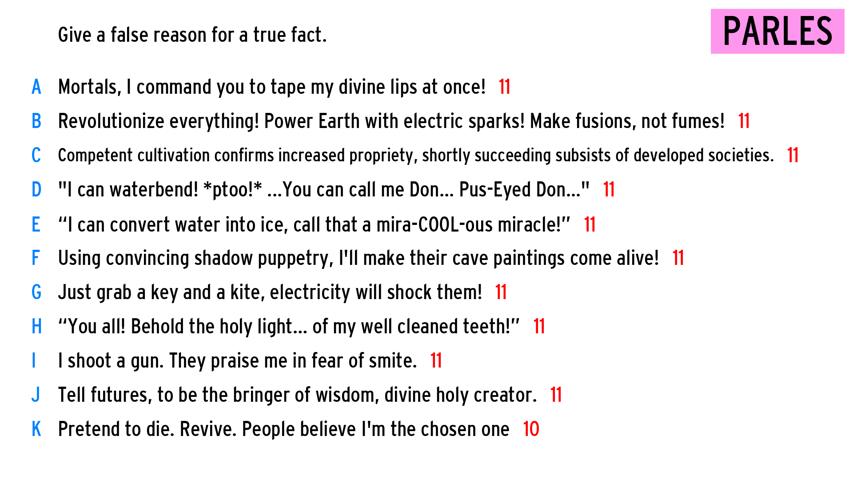 Give a false reason for a true fact.
PARLES
A Mortals, I command you to tape my divine lips at once! 11
B Revolutionize everything! Power Earth with electric sparks! Make fusions, not fumes! 11
C Competent cultivation confirms increased propriety, shortly succeeding subsists of developed societies. 11
D "I can waterbend! *ptoo!* ...You can call me Don... Pus-Eyed Don..." 11
E “I can convert water into ice, call that a mira-COOL-ous miracle!” 11
F Using convincing shadow puppetry, I'll make their cave paintings come alive! 11
G Just grab a key and a kite, electricity will shock them! 11
H “You all! Behold the holy light... of my well cleaned teeth!” 11
I I shoot a gun. They praise me in fear of smite. 11
J Tell futures, to be the bringer of wisdom, divine holy creator. 11
K Pretend to die. Revive. People believe I'm the chosen one 10